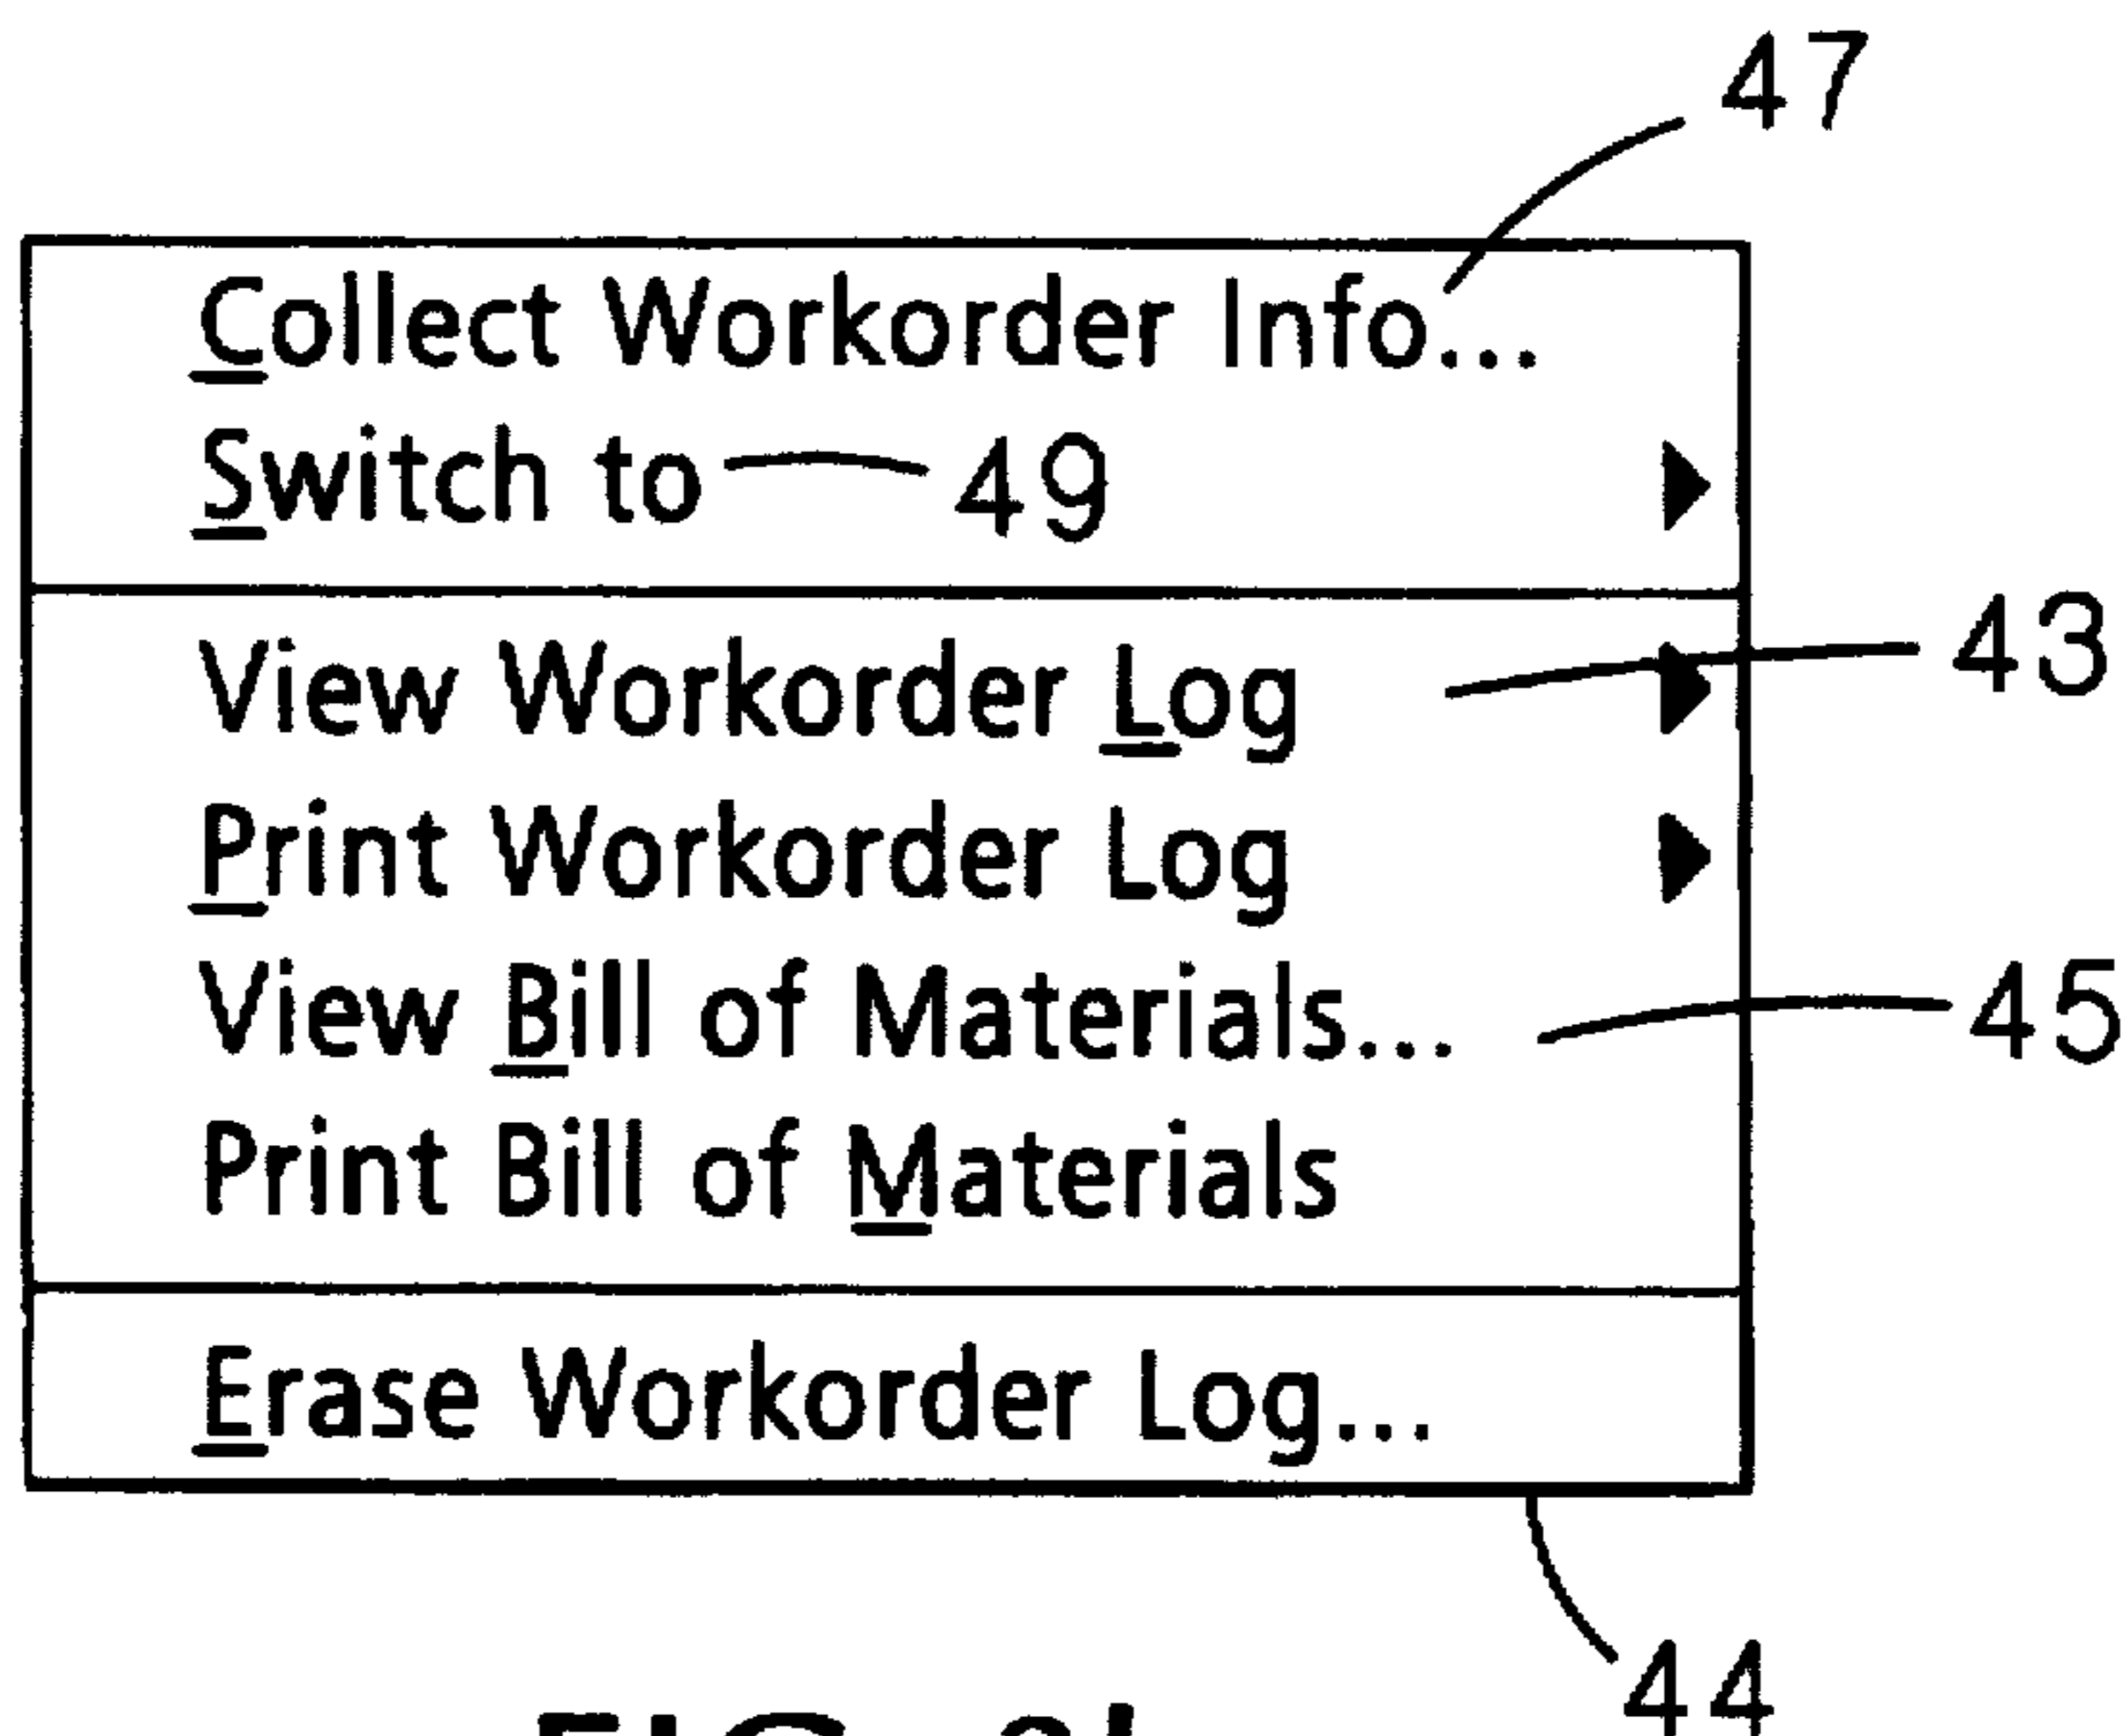 47
Collect Workorder Info...
Switch to 49
View Workorder Log 43
Print Workorder Log
View Bill of Materials... 45
Print Bill of Materials
Erase Workorder Log...
44